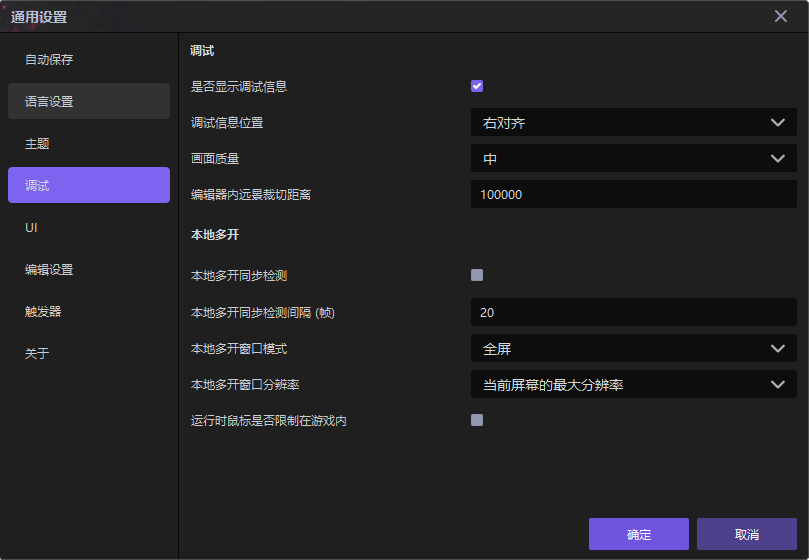 通用设置
自动保存
语言设置
主题
调试
UI
编辑设置
触发器
关于
调试
是否显示调试信息
调试信息位置
右对齐
画面质量
中
编辑器内远景裁切距离
100000
本地多开
本地多开同步检测
本地多开同步检测间隔 (帧)
20
本地多开窗口模式
全屏
本地多开窗口分辨率
当前屏幕的最大分辨率
运行时鼠标是否限制在游戏内
确定
取消